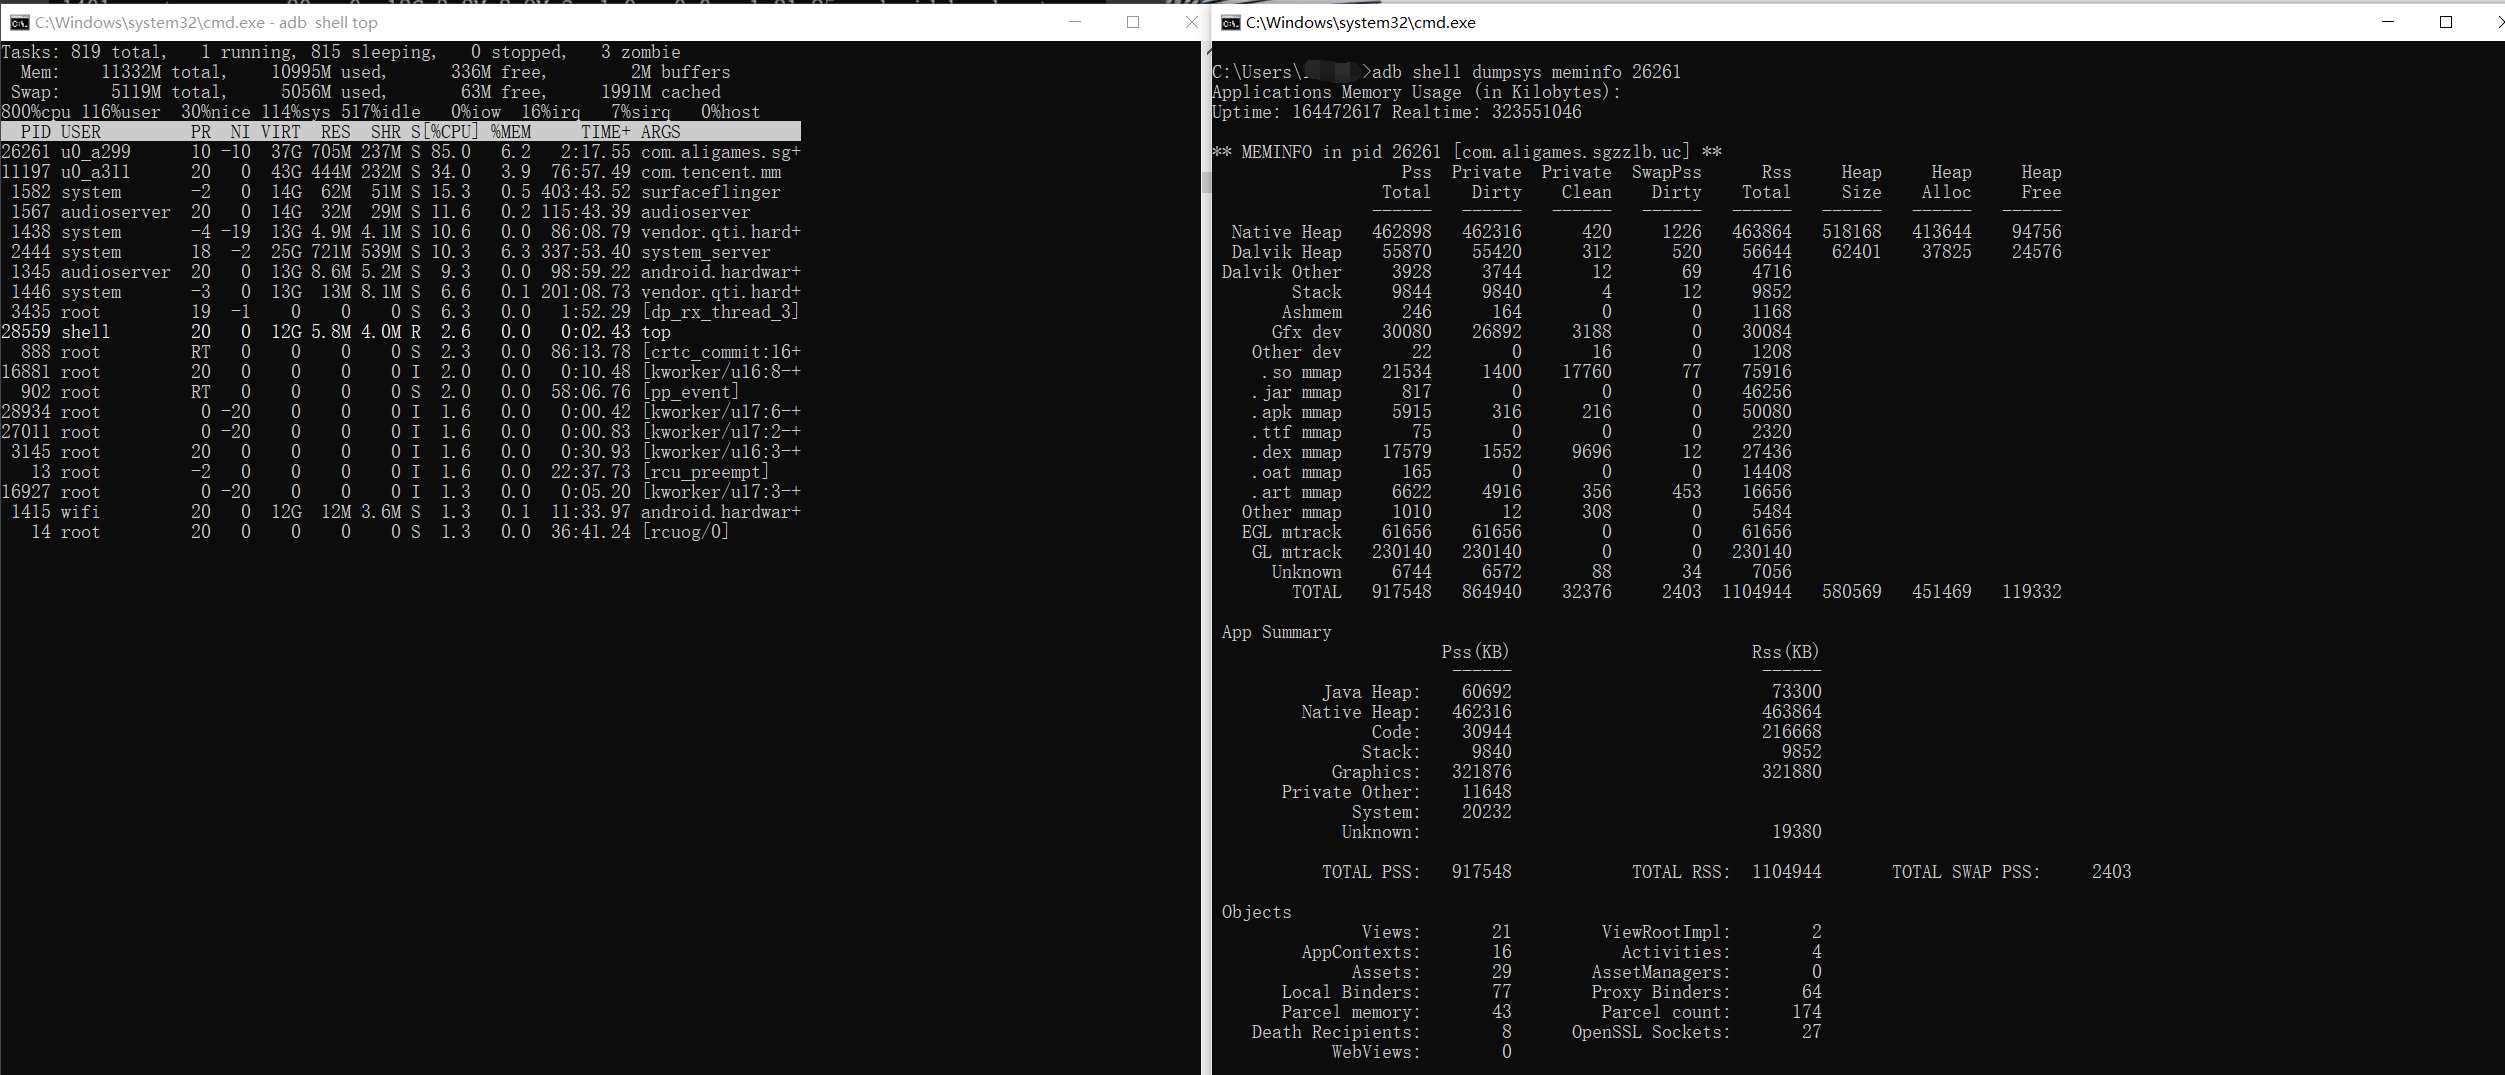 C:\Windows\system32\cmd.exe - adb  shell top
Tasks: 819 total,   1 running, 815 sleeping,   0 stopped,   3 zombie
  Mem:    11332M total,    10995M used,      336M free,        2M buffers
 Swap:     5119M total,     5056M used,       63M free,     1991M cached
800%cpu 116%user  30%nice 114%sys 517%idle   0%iow  16%irq   7%sirq   0%host
  PID USER         PR  NI VIRT  RES  SHR S[%CPU] %MEM     TIME+ ARGS
26261 u0_a299      10 -10  37G 705M 237M S 85.0   6.2   2:17.55 com.aligames.sg+
11197 u0_a311      20   0  43G 444M 232M S 34.0   3.9  76:57.49 com.tencent.mm
 1582 system       -2   0  14G  62M  51M S 15.3   0.5 403:43.52 surfaceflinger
 1567 audioserver  20   0  14G  32M  29M S 11.6   0.2 115:43.39 audioserver
 1438 system       -4 -19  13G 4.9M 4.1M S 10.6   0.0  86:08.79 vendor.qti.hard+
 2444 system       18  -2  25G 721M 539M S 10.3   6.3 337:53.40 system_server
 1345 audioserver  20   0  13G 8.6M 5.2M S  9.3   0.0  98:59.22 android.hardwar+
 1446 system       -3   0  13G  13M 8.1M S  6.6   0.1 201:08.73 vendor.qti.hard+
 3435 root         19  -1    0    0    0 S  6.3   0.0   1:52.29 [dp_rx_thread_3]
28559 shell        20   0  12G 5.8M 4.0M R  2.6   0.0   0:02.43 top
  888 root         RT   0    0    0    0 S  2.3   0.0  86:13.78 [crtc_commit:16+
16881 root         20   0    0    0    0 I  2.0   0.0   0:10.48 [kworker/u16:8-+
  902 root         RT   0    0    0    0 S  2.0   0.0  58:06.76 [pp_event]
28934 root          0 -20    0    0    0 I  1.6   0.0   0:00.42 [kworker/u17:6-+
27011 root          0 -20    0    0    0 I  1.6   0.0   0:00.83 [kworker/u17:2-+
 3145 root         20   0    0    0    0 I  1.6   0.0   0:30.93 [kworker/u16:3-+
   13 root         -2   0    0    0    0 I  1.6   0.0  22:37.73 [rcu_preempt]
16927 root          0 -20    0    0    0 I  1.3   0.0   0:05.20 [kworker/u17:3-+
 1415 wifi         20   0  12G  12M 3.6M S  1.3   0.1  11:33.97 android.hardwar+
   14 root         20   0    0    0    0 S  1.3   0.0  36:41.24 [rcuog/0]
C:\Windows\system32\cmd.exe
C:\Users\ >adb shell dumpsys meminfo 26261
Applications Memory Usage (in Kilobytes):
Uptime: 164472617 Realtime: 323551046
** MEMINFO in pid 26261 [com.aligames.sgzzlb.uc] **
Pss  Private  Private  SwapPss      Rss     Heap     Heap     Heap
Total    Dirty    Clean    Dirty    Total     Size    Alloc     Free
------   ------   ------   ------   ------   ------   ------   ------
Native Heap   462898   462316      420     1226   463864   518168   413644    94756
Dalvik Heap    55870    55420      312      520    56644    62401    37825    24576
Dalvik Other     3928     3744       12       69     4716
Stack     9844     9840        4       12     9852
Ashmem      246      164        0        0     1168
Gfx dev    30080    26892     3188        0    30084
Other dev       22        0       16        0     1208
.so mmap    21534     1400    17760       77    75916
.jar mmap      817        0        0        0    46256
.apk mmap     5915      316      216        0    50080
.ttf mmap       75        0        0        0     2320
.dex mmap    17579     1552     9696       12    27436
.oat mmap      165        0        0        0    14408
.art mmap     6622     4916      356      453    16656
Other mmap     1010       12      308        0     5484
EGL mtrack    61656    61656        0        0    61656
GL mtrack   230140   230140        0        0   230140
Unknown     6744     6572       88       34     7056
TOTAL   917548   864940    32376     2403  1104944   580569   451469   119332
App Summary
Pss(KB)                        Rss(KB)
------                         ------
Java Heap:    60692                          73300
Native Heap:   462316                         463864
Code:    30944                         216668
Stack:     9840                           9852
Graphics:   321876                         321880
Private Other:    11648
System:    20232
Unknown:                                  19380
TOTAL PSS:   917548            TOTAL RSS:  1104944      TOTAL SWAP PSS:     2403
Objects
Views:       21         ViewRootImpl:        2
AppContexts:       16           Activities:        4
Assets:       29        AssetManagers:        0
Local Binders:       77        Proxy Binders:       64
Parcel memory:       43         Parcel count:      174
Death Recipients:        8      OpenSSL Sockets:       27
WebViews:        0